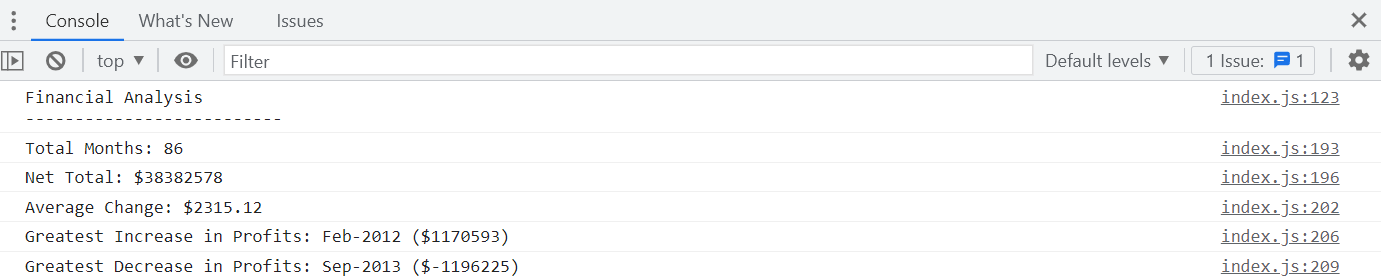 Console What's New Issues
top Filter Default levels 1 Issue: 1
Financial Analysis index.js:123
--------------------------
Total Months: 86 index.js:193
Net Total: $38382578 index.js:196
Average Change: $2315.12 index.js:202
Greatest Increase in Profits: Feb-2012 ($1170593) index.js:206
Greatest Decrease in Profits: Sep-2013 ($-1196225) index.js:209